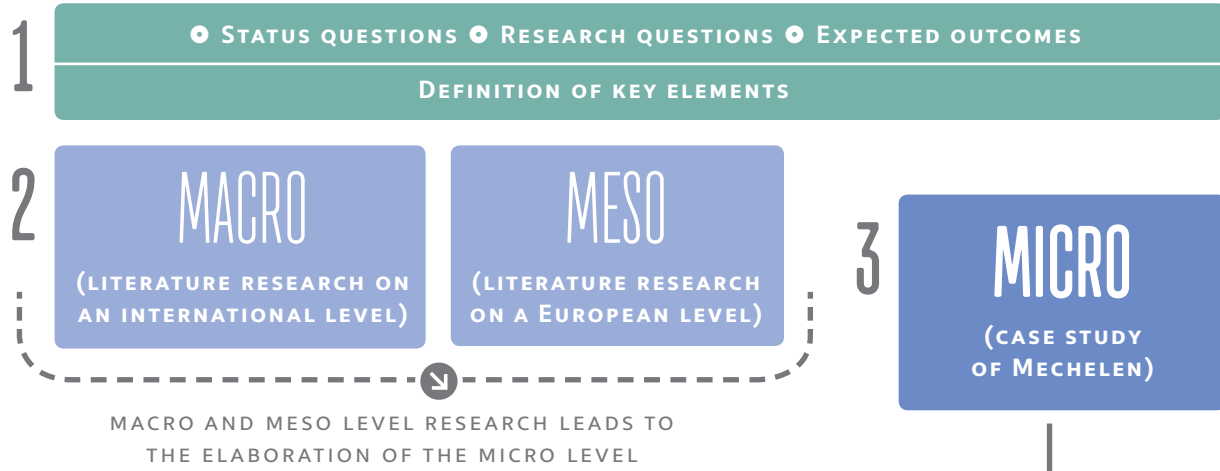 1
STATUS QUESTIONS RESEARCH QUESTIONS EXPECTED OUTCOMES
DEFINITION OF KEY ELEMENTS
2
MACRO
(LITERATURE RESEARCH ON
AN INTERNATIONAL LEVEL)
MESO
(LITERATURE RESEARCH
ON A EUROPEAN LEVEL)
MACRO AND MESO LEVEL RESEARCH LEADS TO
THE ELABORATION OF THE MICRO LEVEL
3
MICRO
(CASE STUDY
OF MECHELEN)